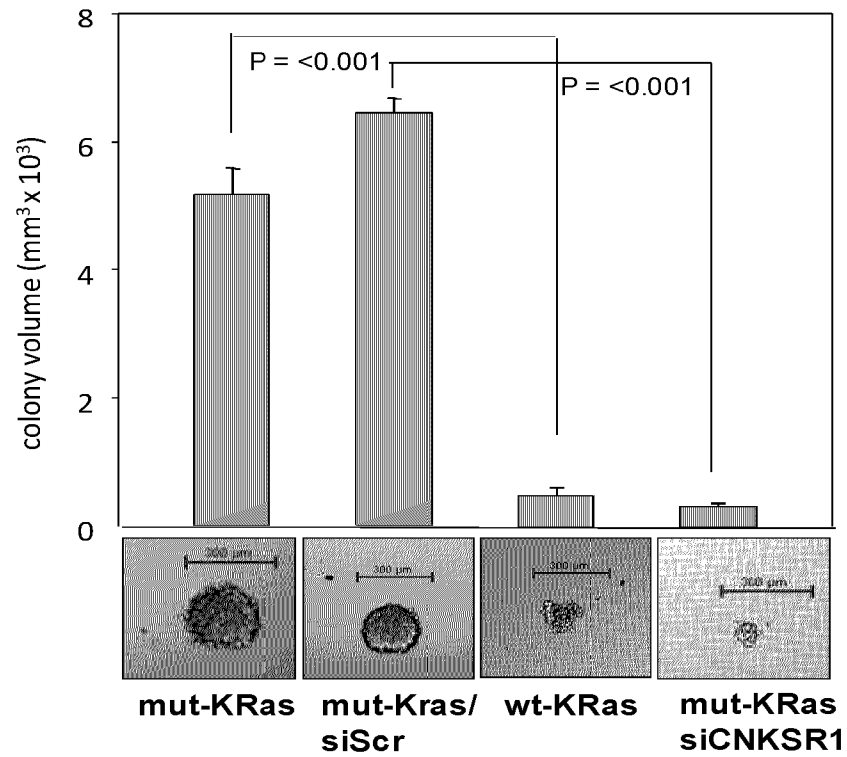 8
P = <0.001
P = <0.001
6
4
2
0
colony volume (mm³ x 10³)
300 µm
300 µm
300 µm
300 µm
mut-KRas
mut-Kras/
siScr
wt-KRas
mut-KRas
siCNKSR1